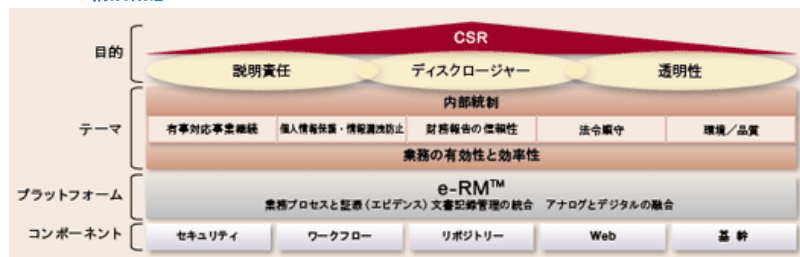 CSR
目的
説明責任 ディスクロージャー 透明性
内部統制
テーマ
有事対応事業継続 個人情報保護・情報漏洩防止 財務報告の信頼性 法令順守 環境／品質
業務の有効性と効率性
プラットフォーム
e-RM™
業務プロセスと証憑(エビデンス)文書記録管理の統合 アナログとデジタルの融合
コンポーネント
セキュリティ ワークフロー リポジトリー Web 基幹